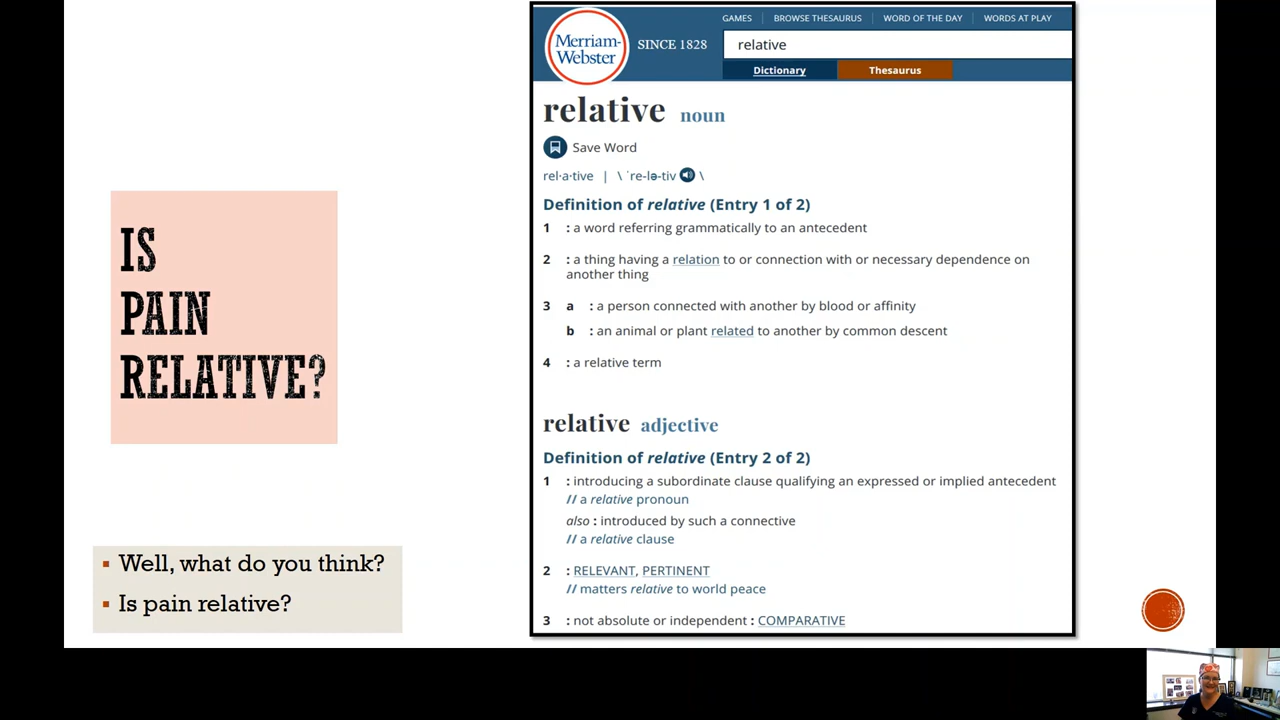 IS
PAIN
RELATIVE?
Well, what do you think?
Is pain relative?
GAMES | BROWSE THESAURUS | WORD OF THE DAY | WORDS AT PLAY
Merriam-
Webster
SINCE 1828
relative
Dictionary
Thesaurus
relative noun
Save Word
rel·a·tive | \ ˈre-lə-tiv \
Definition of relative (Entry 1 of 2)
1 : a word referring grammatically to an antecedent
2 : a thing having a relation to or connection with or necessary dependence on
another thing
3 a : a person connected with another by blood or affinity
b : an animal or plant related to another by common descent
4 : a relative term
relative adjective
Definition of relative (Entry 2 of 2)
1 : introducing a subordinate clause qualifying an expressed or implied antecedent
// a relative pronoun
also : introduced by such a connective
// a relative clause
2 : RELEVANT, PERTINENT
// matters relative to world peace
3 : not absolute or independent : COMPARATIVE